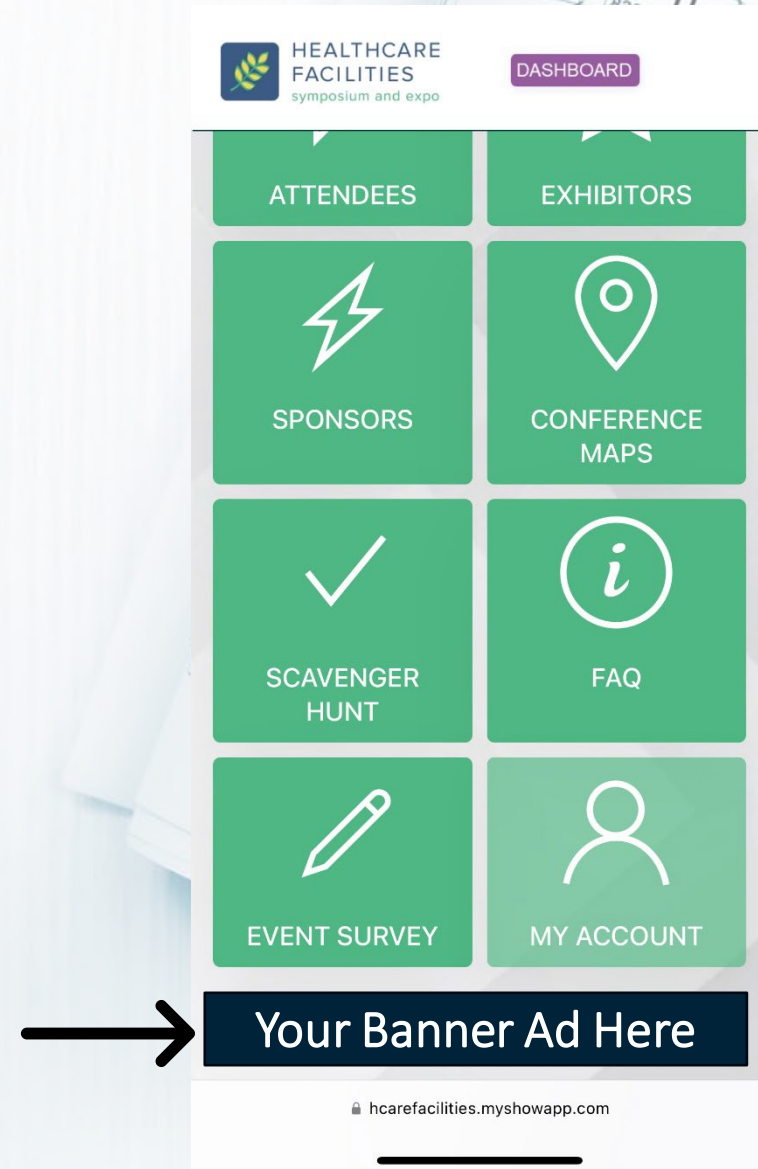 HEALTHCARE
FACILITIES
symposium and expo
DASHBOARD
ATTENDEES
EXHIBITORS
SPONSORS
CONFERENCE
MAPS
SCAVENGER
HUNT
FAQ
EVENT SURVEY
MY ACCOUNT
Your Banner Ad Here
hcarefacilities.myshowapp.com